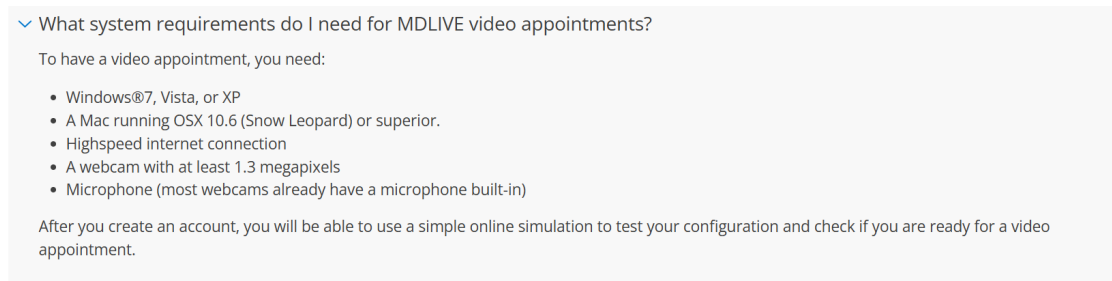 What system requirements do I need for MDLIVE video appointments?
To have a video appointment, you need:
• Windows®7, Vista, or XP
• A Mac running OSX 10.6 (Snow Leopard) or superior.
• Highspeed internet connection
• A webcam with at least 1.3 megapixels
• Microphone (most webcams already have a microphone built-in)
After you create an account, you will be able to use a simple online simulation to test your configuration and check if you are ready for a video
appointment.